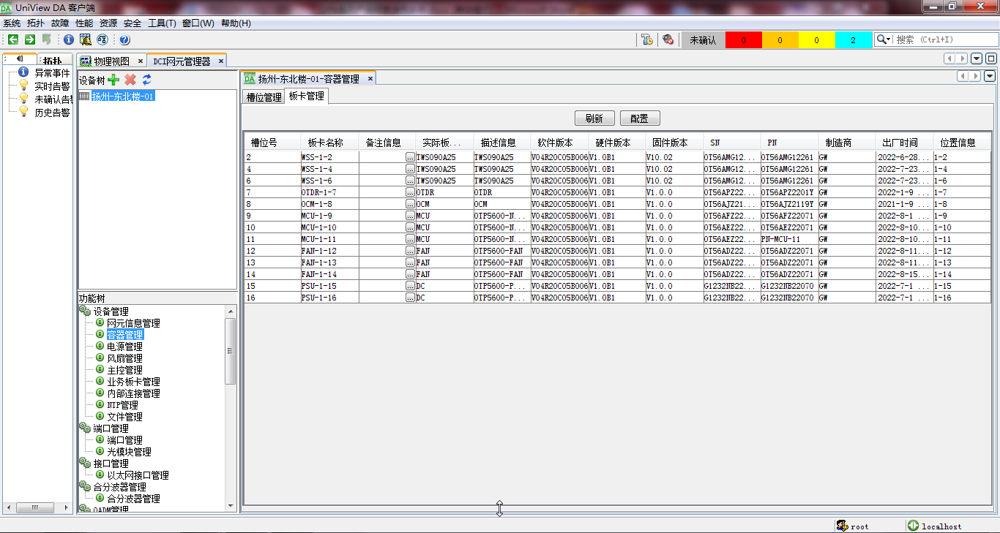 DA UniView DA 客户端
系统 拓扑 故障 性能 资源 安全 工具(T) 窗口(W) 帮助(H)
未确认 0 0 0 2 搜索 (Ctrl+I)
拓扑
异常事件
实时告警
未确认告警
历史告警
物理视图 × DCI网元管理器 ×
设备树
扬州-东北楼-01
功能树
设备管理
网元信息管理
容器管理
电源管理
风扇管理
主控管理
业务板卡管理
内部连接管理
NTP管理
文件管理
端口管理
端口管理
光模块管理
接口管理
以太网接口管理
合分波器管理
合分波器管理
OADM管理
DA 扬州-东北楼-01-容器管理 ×
槽位管理 板卡管理
刷新 配置
槽位号 板卡名称 备注信息 实际板... 描述信息 软件版本 硬件版本 固件版本 SN PN 制造商 出厂时间 位置信息
2 WSS-1-2 ... TWS090A25 TWS090A25 V04R20C05B006 V1.0B1 V10.02 OT56AMG12... OT56AMG12261 GW 2022-6-28... 1-2
4 WSS-1-4 ... TWS090A25 TWS090A25 V04R20C05B006 V1.0B1 V10.02 OT56AMG12... OT56AMG12261 GW 2022-7-23... 1-4
6 WSS-1-6 ... TWS090A25 TWS090A25 V04R20C05B006 V1.0B1 V10.02 OT56AMG12... OT56AMG12261 GW 2022-7-23... 1-6
7 OTDR-1-7 ... OTDR OTDR V04R20C05B006 V1.0B1 V1.0.0 OT56APZ22... OT56APZ2201Y GW 2022-1-9 ... 1-7
8 OCM-1-8 ... OCM OCM V04R20C05B006 V1.0B1 V1.0.0 OT56AJZ21... OT56AJZ2119Y GW 2021-1-9 ... 1-8
9 MCU-1-9 ... MCU OTP5600-N... V04R20C05B006 V1.0B1 V1.0.0 OT56AFZ22... OT56AFZ22071 GW 2022-8-1 ... 1-9
10 MCU-1-10 ... MCU OTP5600-N... V04R20C05B006 V1.0B1 V1.0.0 OT56AEZ22... OT56AEZ22071 GW 2022-8-10... 1-10
11 MCU-1-11 ... MCU OTP5600-N... V04R20C05B006 V1.0B1 V1.0.0 OT56AEZ22... PN-MCU-11 GW 2022-8-10... 1-11
12 FAN-1-12 ... FAN OTP5600-FAN V04R20C05B006 V1.0B1 V1.0.0 OT56ADZ22... OT56ADZ22071 GW 2022-8-11... 1-12
13 FAN-1-13 ... FAN OTP5600-FAN V04R20C05B006 V1.0B1 V1.0.0 OT56ADZ22... OT56ADZ22071 GW 2022-8-11... 1-13
14 FAN-1-14 ... FAN OTP5600-FAN V04R20C05B006 V1.0B1 V1.0.0 OT56ADZ22... OT56ADZ22071 GW 2022-8-15... 1-14
15 PSU-1-15 ... DC OTP5600-P... V04R20C05B006 V1.0B1 V1.0.0 G1232NB22... G1232NB22070 GW 2022-7-1 ... 1-15
16 PSU-1-16 ... DC OTP5600-P... V04R20C05B006 V1.0B1 V1.0.0 G1232NB22... G1232NB22070 GW 2022-7-1 ... 1-16
root localhost